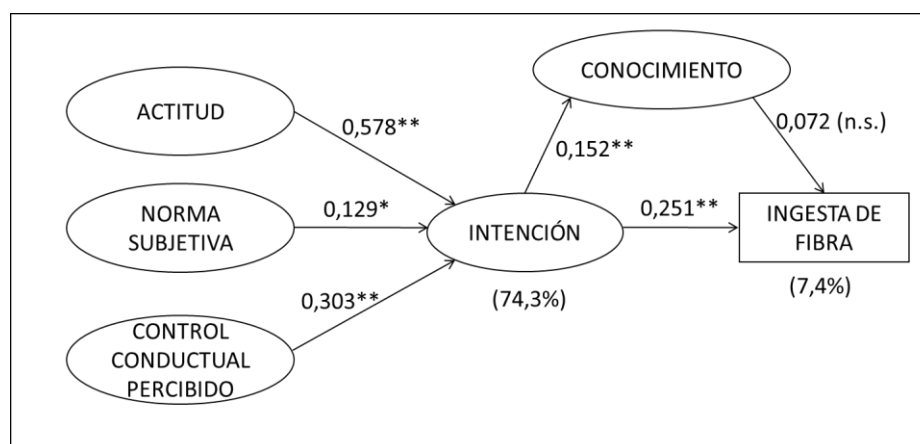 CONOCIMIENTO
ACTITUD
0,578**
0,152**
0,072 (n.s.)
NORMA
SUBJETIVA
0,129*
INTENCIÓN
0,251**
INGESTA DE
FIBRA
(74,3%)
(7,4%)
0,303**
CONTROL
CONDUCTUAL
PERCIBIDO